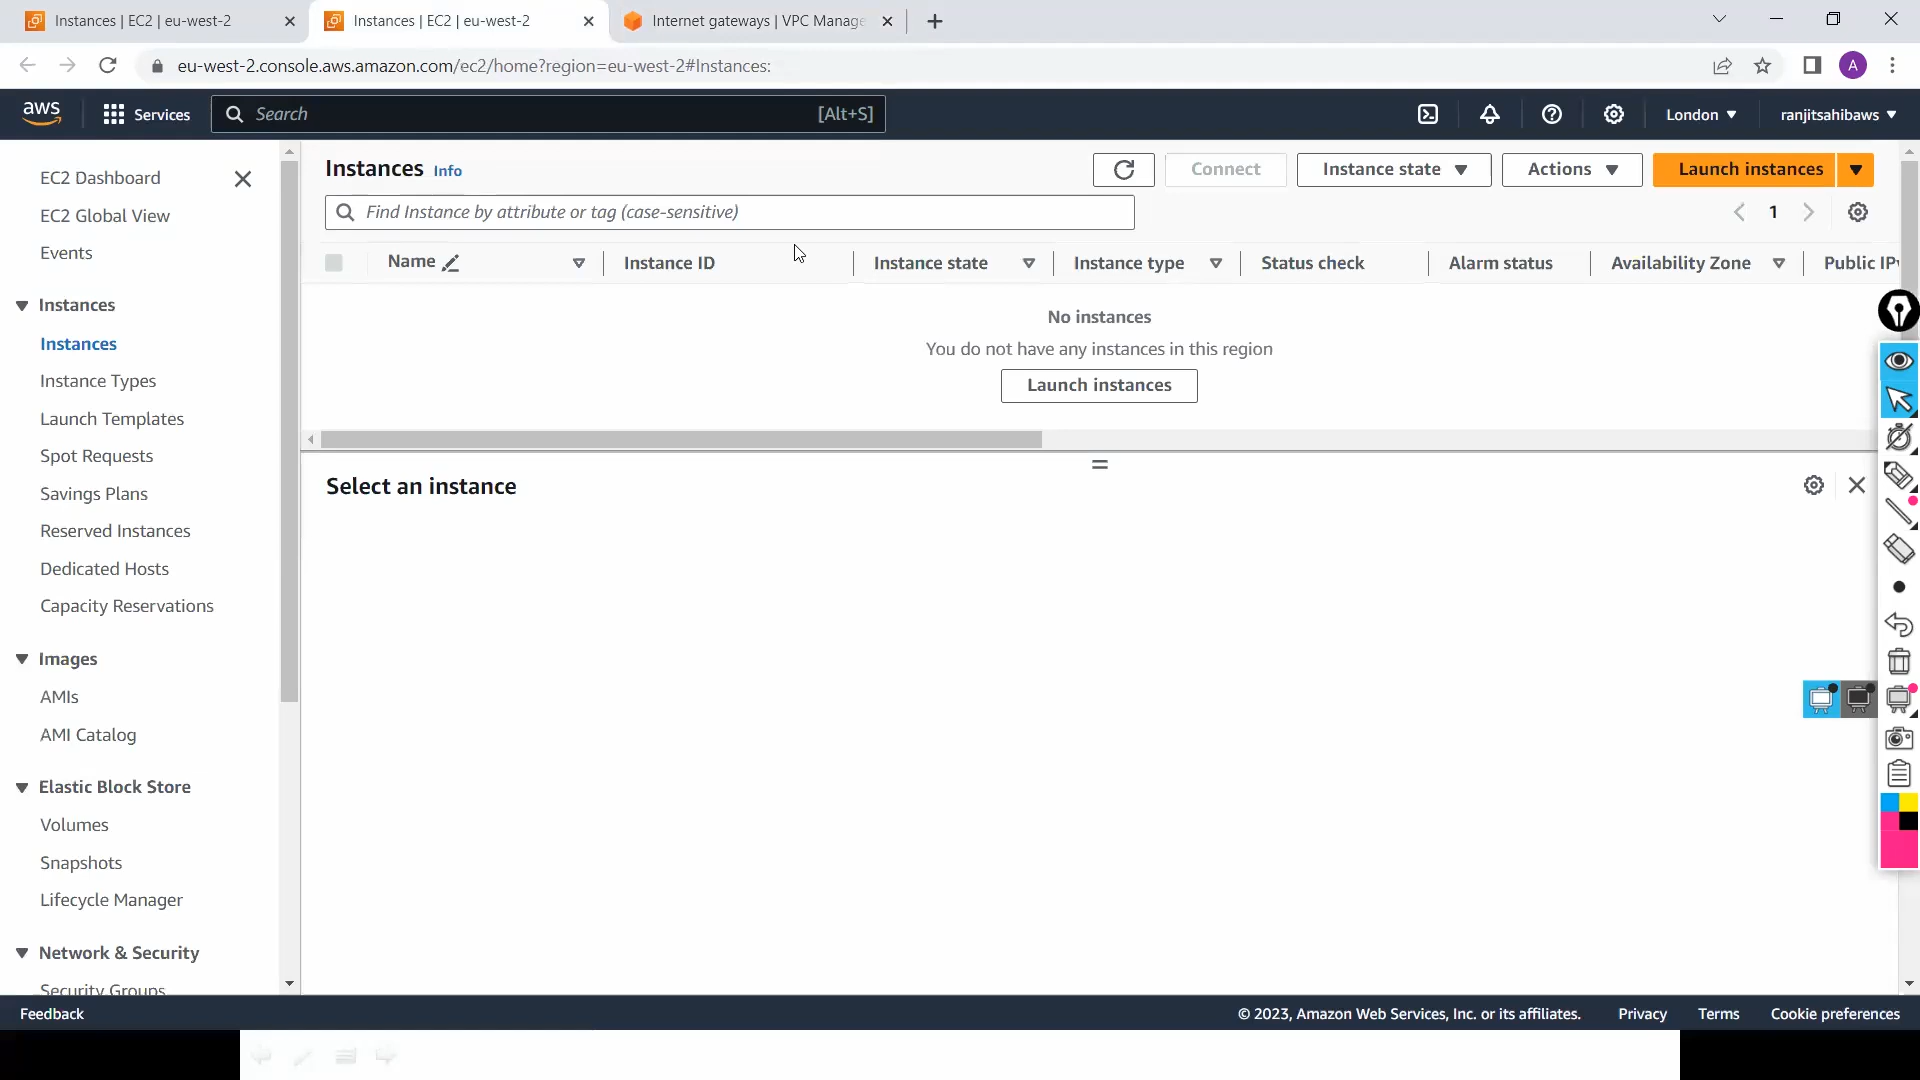 Instances | EC2 | eu-west-2
Instances | EC2 | eu-west-2
Internet gateways | VPC Manage
eu-west-2.console.aws.amazon.com/ec2/home?region=eu-west-2#Instances:
A
aws
Services
Search
[Alt+S]
London
ranjitsahibaws
EC2 Dashboard
EC2 Global View
Events
Instances
Instances
Instance Types
Launch Templates
Spot Requests
Savings Plans
Reserved Instances
Dedicated Hosts
Capacity Reservations
Images
AMIs
AMI Catalog
Elastic Block Store
Volumes
Snapshots
Lifecycle Manager
Network & Security
Security Groups
Instances Info
Connect
Instance state
Actions
Launch instances
Find Instance by attribute or tag (case-sensitive)
1
Name
Instance ID
Instance state
Instance type
Status check
Alarm status
Availability Zone
Public IPv
No instances
You do not have any instances in this region
Launch instances
Select an instance
Feedback
© 2023, Amazon Web Services, Inc. or its affiliates.
Privacy
Terms
Cookie preferences